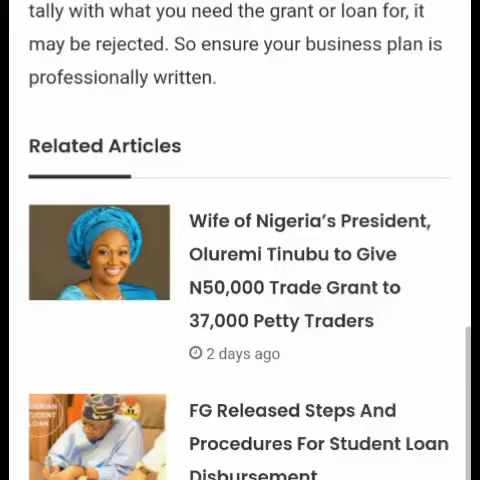 tally with what you need the grant or loan for, it
may be rejected. So ensure your business plan is
professionally written.
Related Articles
Wife of Nigeria's President,
Oluremi Tinubu to Give
N50,000 Trade Grant to
37,000 Petty Traders
2 days ago
STUDENT
LOAN
FG Released Steps And
Procedures For Student Loan
Disbursement